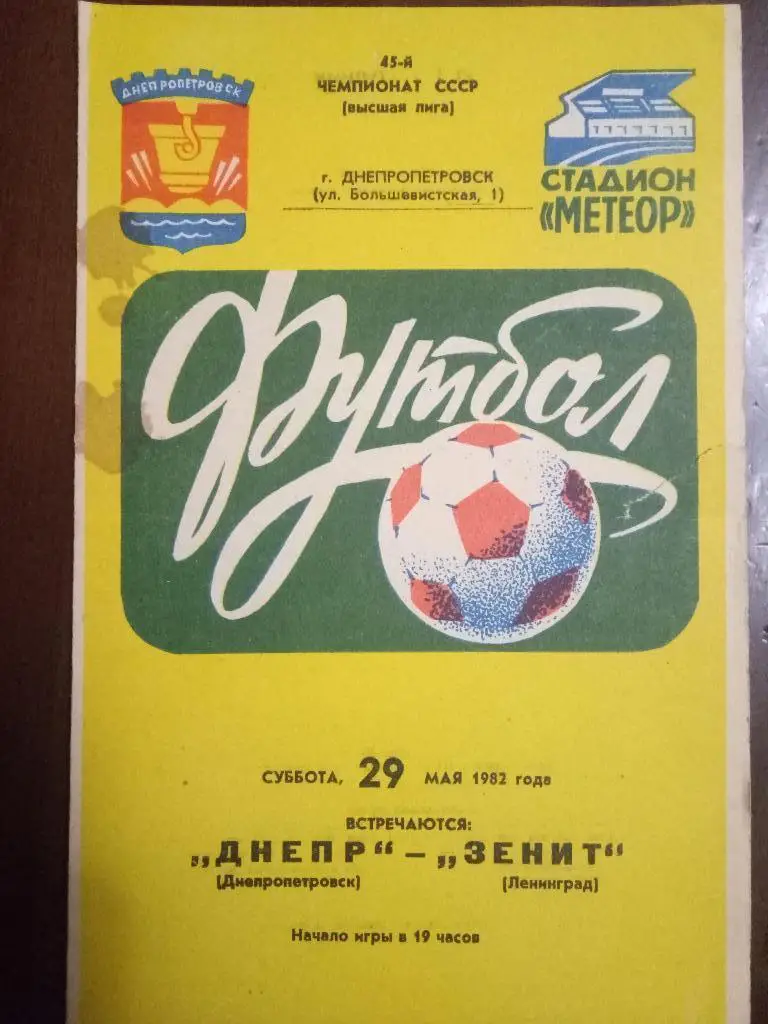 ДНЕПРОПЕТРОВСК
45-й
ЧЕМПИОНАТ СССР
(высшая лига)
г. ДНЕПРОПЕТРОВСК
(ул. Большевистская, 1)
СТАДИОН
«МЕТЕОР»
Футбол
СУББОТА, 29 МАЯ 1982 года
ВСТРЕЧАЮТСЯ:
„ДНЕПР“ – „ЗЕНИТ“
(Днепропетровск) (Ленинград)
Начало игры в 19 часов